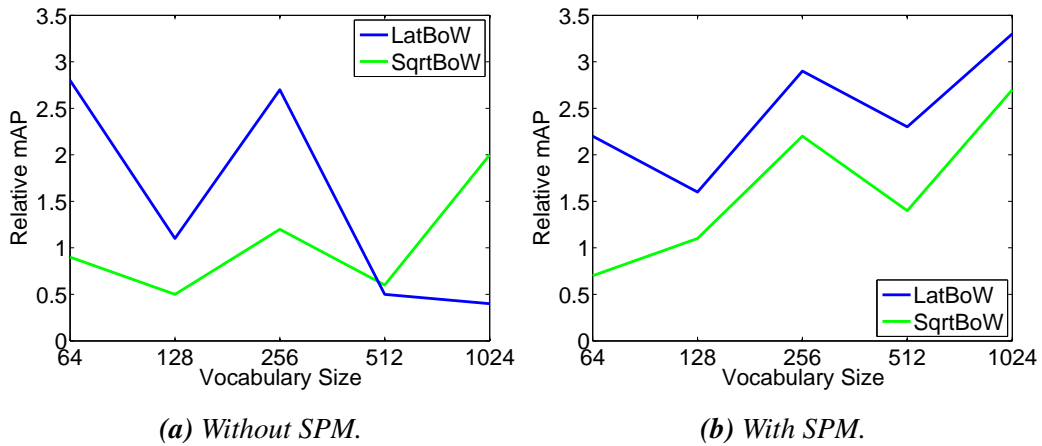 3.5
3
2.5
2
1.5
1
0.5
0
Relative mAP
LatBoW
SqrtBoW
64 128 256 512 1024
Vocabulary Size
(a) Without SPM.
3.5
3
2.5
2
1.5
1
0.5
0
Relative mAP
LatBoW
SqrtBoW
64 128 256 512 1024
Vocabulary Size
(b) With SPM.